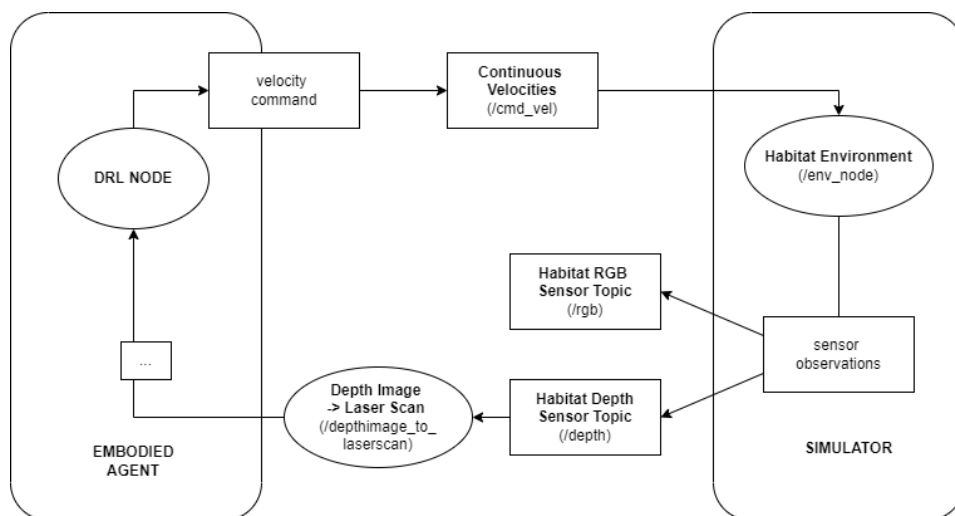 velocity
command
Continuous
Velocities
(/cmd_vel)
DRL NODE
Habitat Environment
(/env_node)
Habitat RGB
Sensor Topic
(/rgb)
sensor
observations
...
Depth Image
-> Laser Scan
(/depthimage_to_
laserscan)
Habitat Depth
Sensor Topic
(/depth)
EMBODIED
AGENT
SIMULATOR